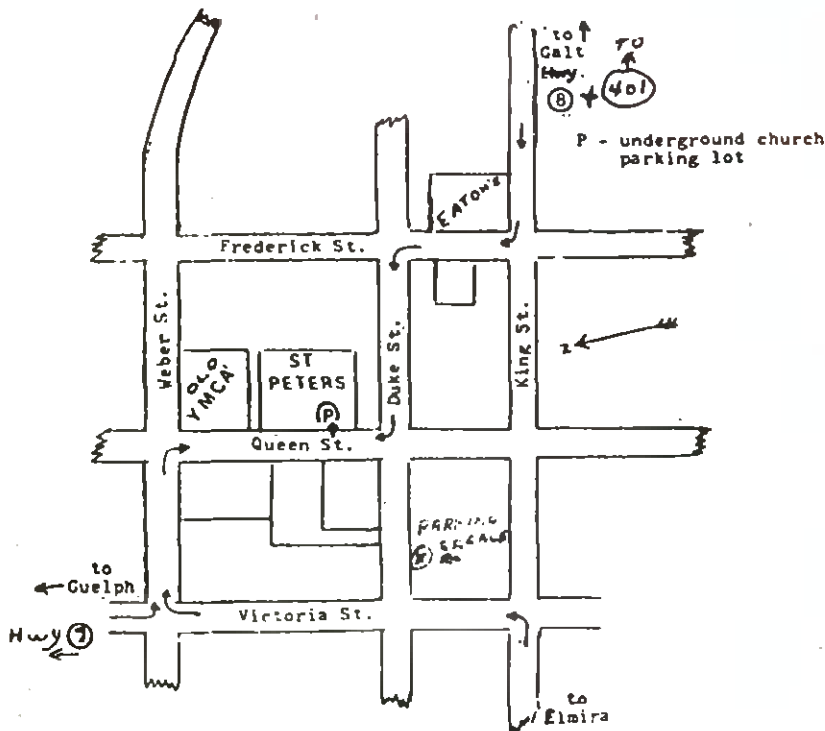 to
Galt
Hwy.
8
TO
401
P - underground church
parking lot
EATON'S
Frederick St.
Weber St.
Duke St.
King St.
N
OLD
YMCA'
ST
PETERS
P
Queen St.
PARKING
to
Guelph
Victoria St.
Hwy 7
to
Elmira